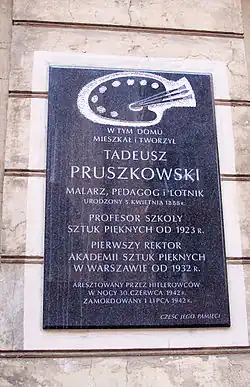 W TYM DOMU
MIESZKAŁ i TWORZYŁ
TADEUSZ
PRUSZKOWSKI
MALARZ, PEDAGOG i LOTNIK
URODZONY 5 KWIETNIA 1888 R.
PROFESOR SZKOŁY
SZTUK PIĘKNYCH OD 1923 R.
PIERWSZY REKTOR
AKADEMII SZTUK PIĘKNYCH
W WARSZAWIE OD 1932 R.
ARESZTOWANY PRZEZ HITLEROWCÓW
W NOCY 30 CZERWCA 1942 R.
ZAMORDOWANY 1 LIPCA 1942 R.
CZEŚĆ JEGO PAMIĘCI